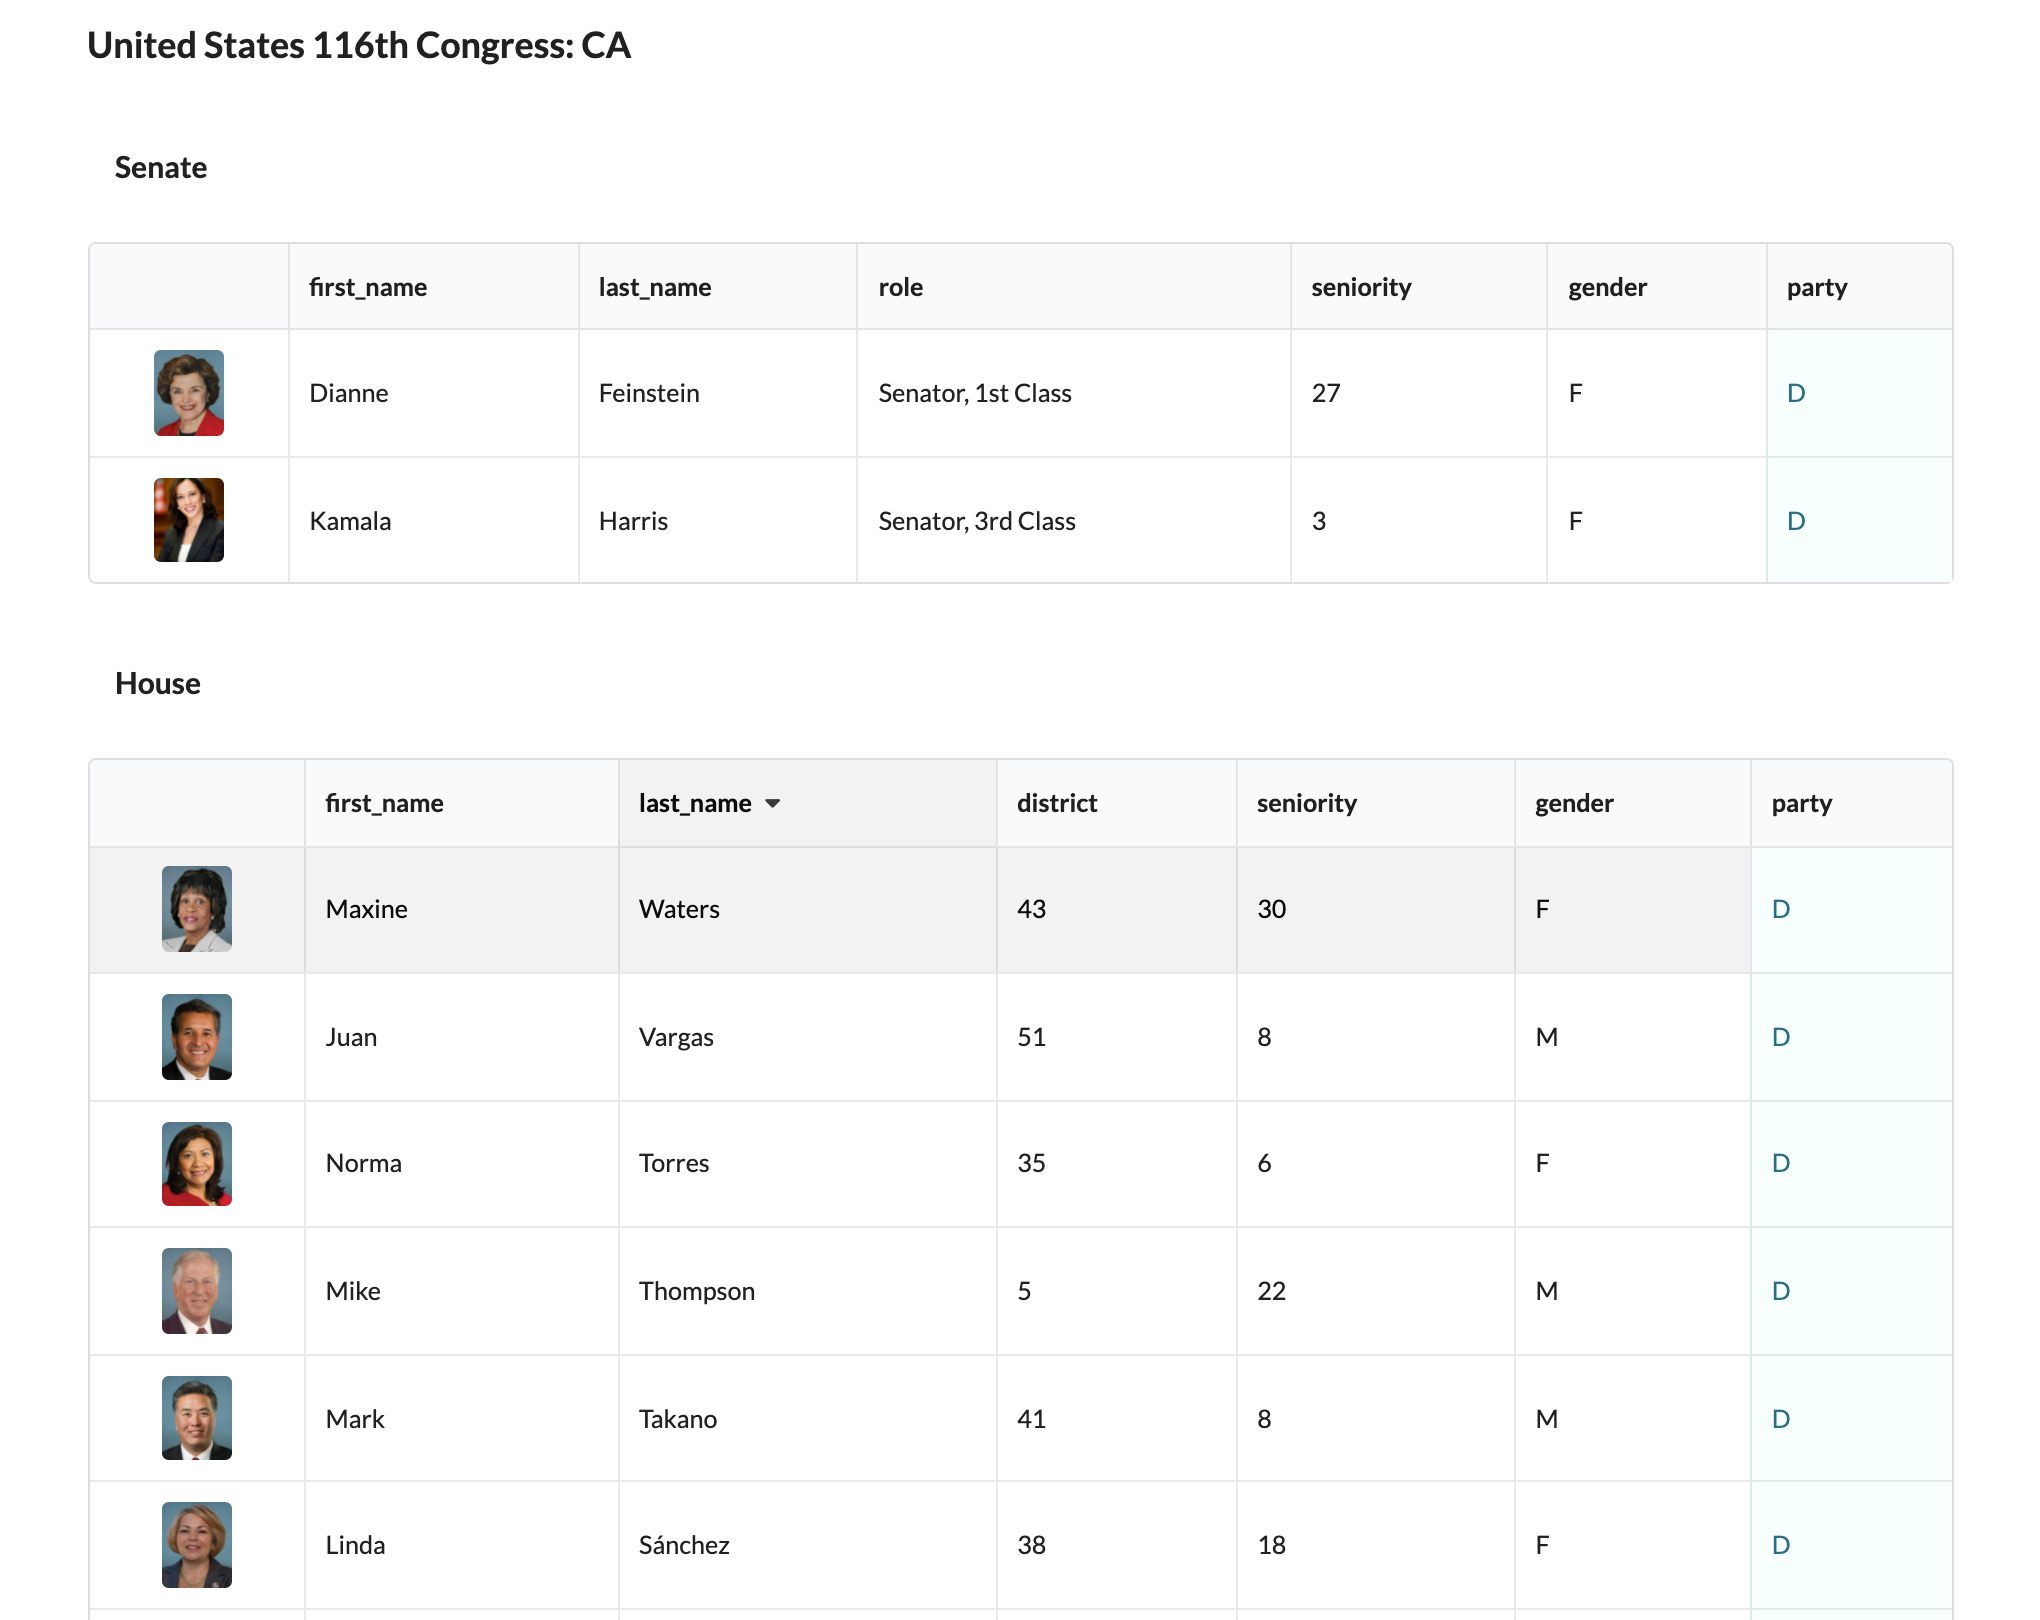 United States 116th Congress: CA
Senate
first_name last_name role seniority gender party
Dianne Feinstein Senator, 1st Class 27 F D
Kamala Harris Senator, 3rd Class 3 F D
House
first_name last_name district seniority gender party
Maxine Waters 43 30 F D
Juan Vargas 51 8 M D
Norma Torres 35 6 F D
Mike Thompson 5 22 M D
Mark Takano 41 8 M D
Linda Sánchez 38 18 F D